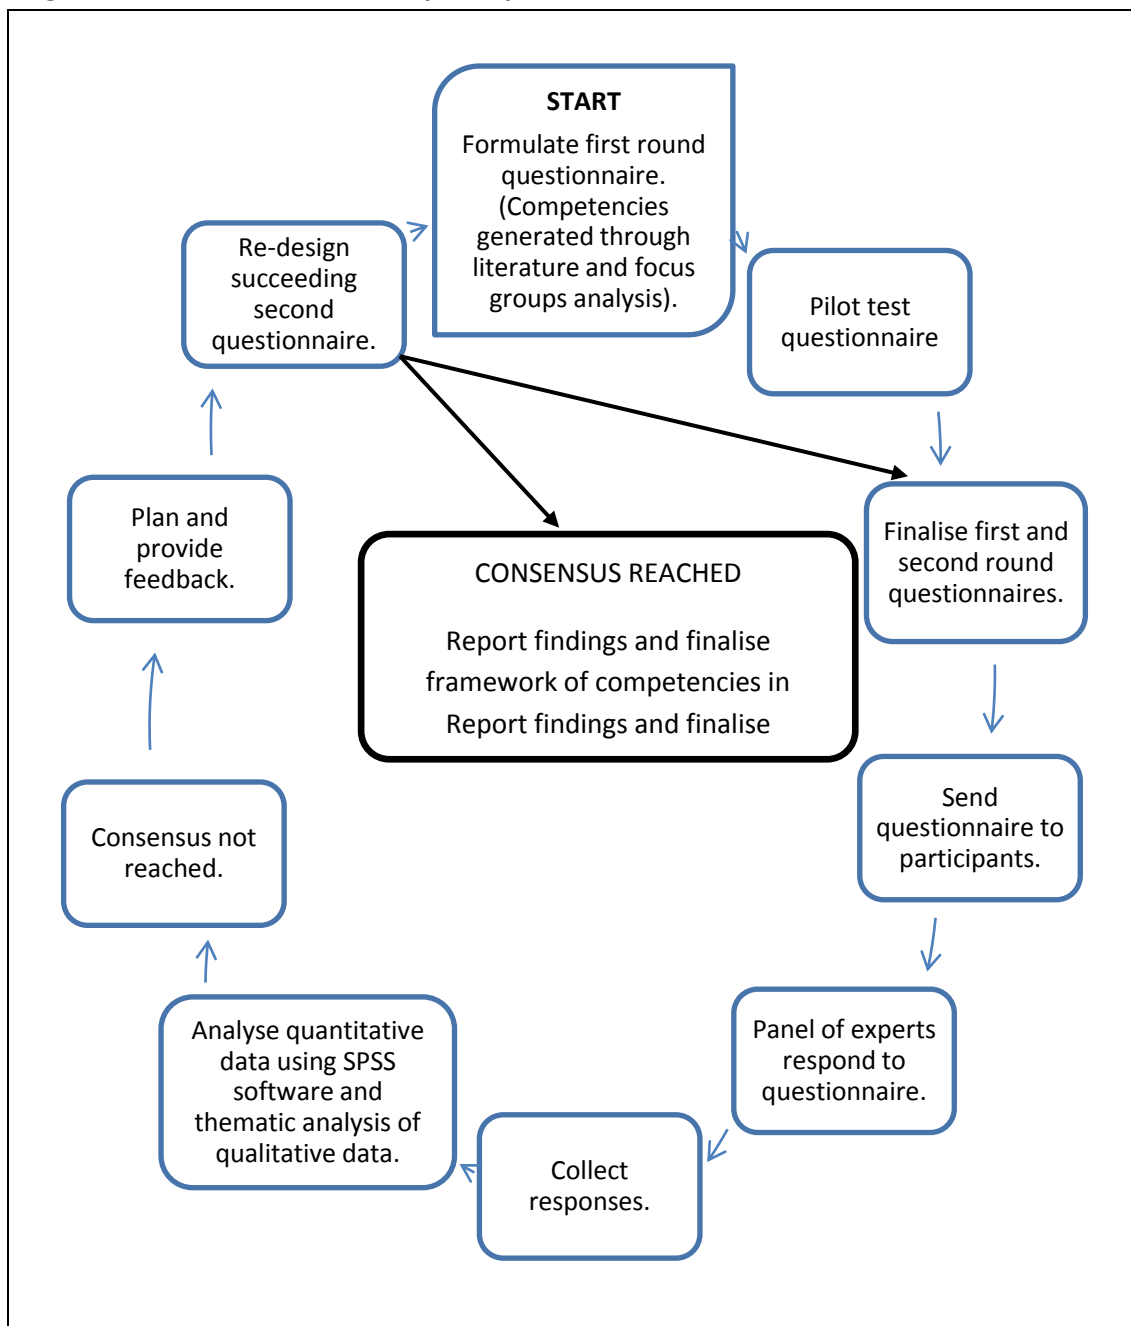 START
Formulate first round
questionnaire.
(Competencies
generated through
literature and focus
groups analysis).
Pilot test
questionnaire
Finalise first and
second round
questionnaires.
Send
questionnaire to
participants.
Panel of experts
respond to
questionnaire.
Collect
responses.
Analyse quantitative
data using SPSS
software and
thematic analysis of
qualitative data.
Consensus not
reached.
Plan and
provide
feedback.
Re-design
succeeding
second
questionnaire.
CONSENSUS REACHED
Report findings and finalise
framework of competencies in
Report findings and finalise